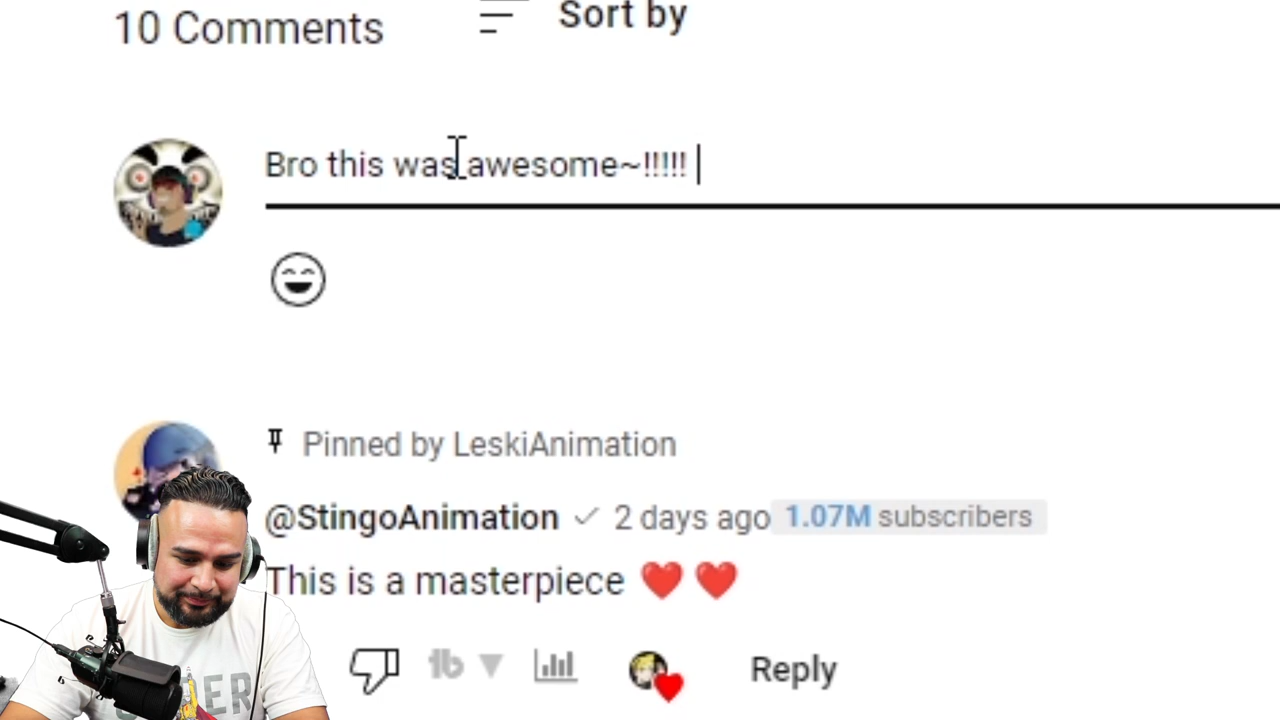 10 Comments
Sort by
Bro this was awesome~!!!!!
Pinned by LeskiAnimation
@StingoAnimation 2 days ago 1.07M subscribers
This is a masterpiece ❤️ ❤️
Reply